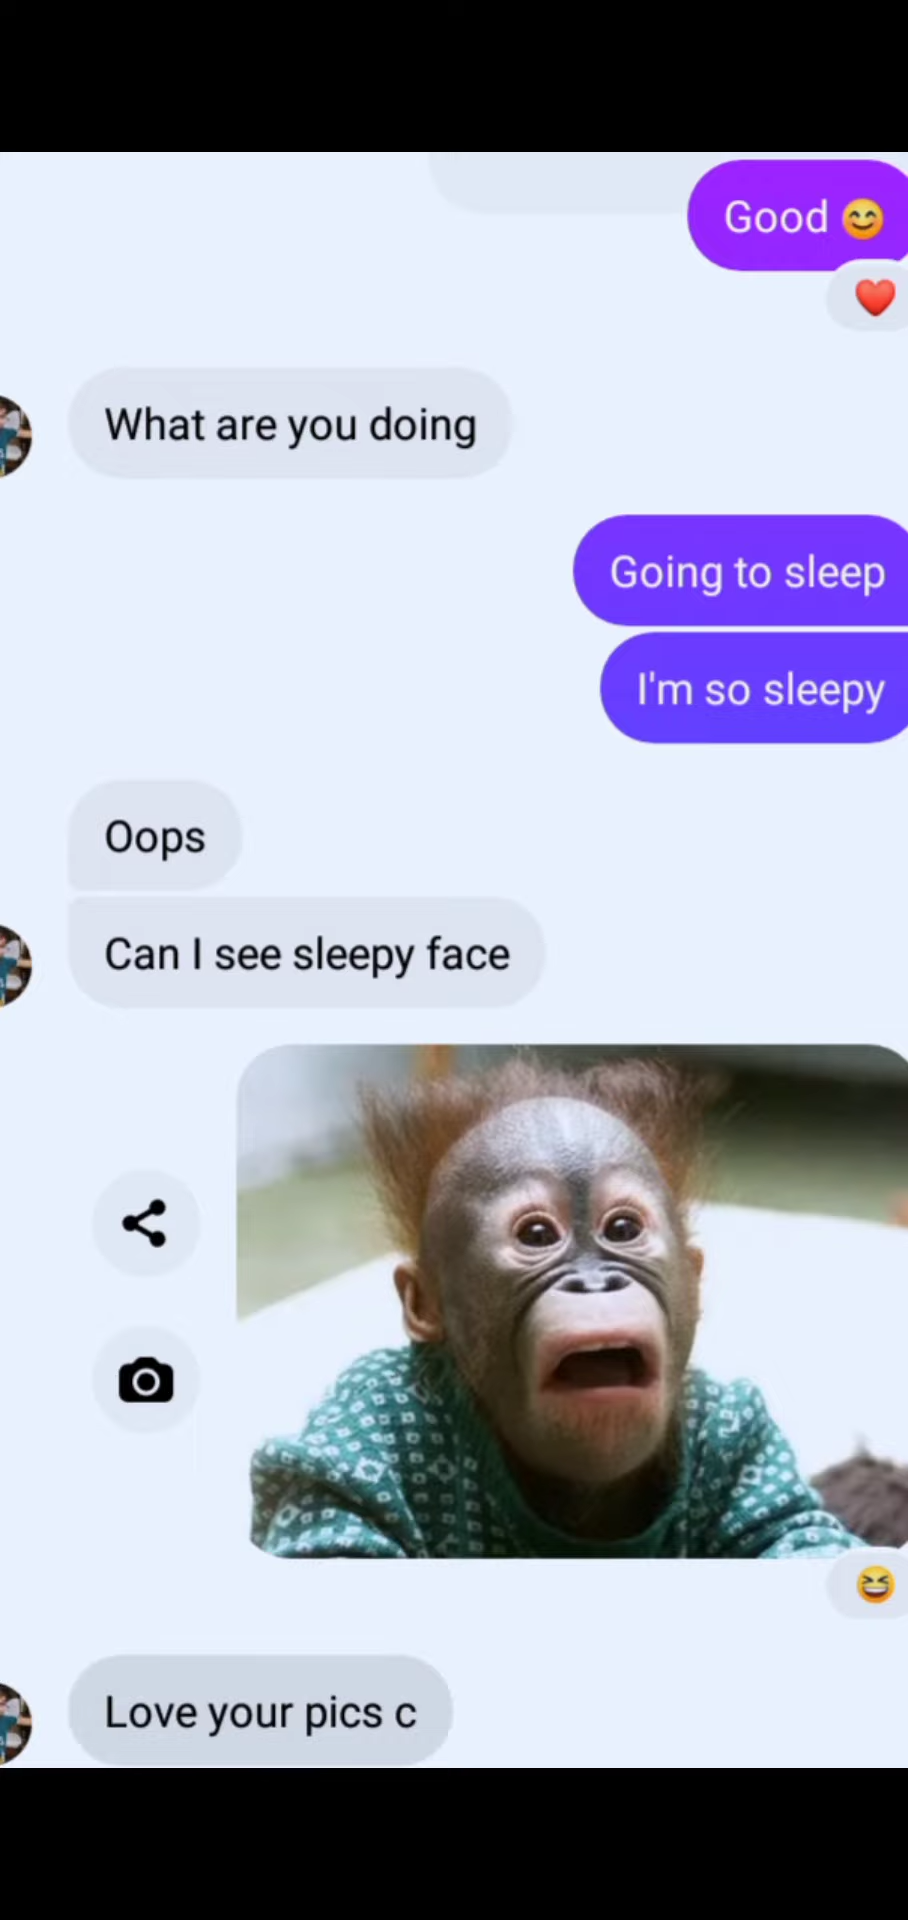 Good 😊
❤️
What are you doing
Going to sleep
I'm so sleepy
Oops
Can I see sleepy face
😆
Love your pics c